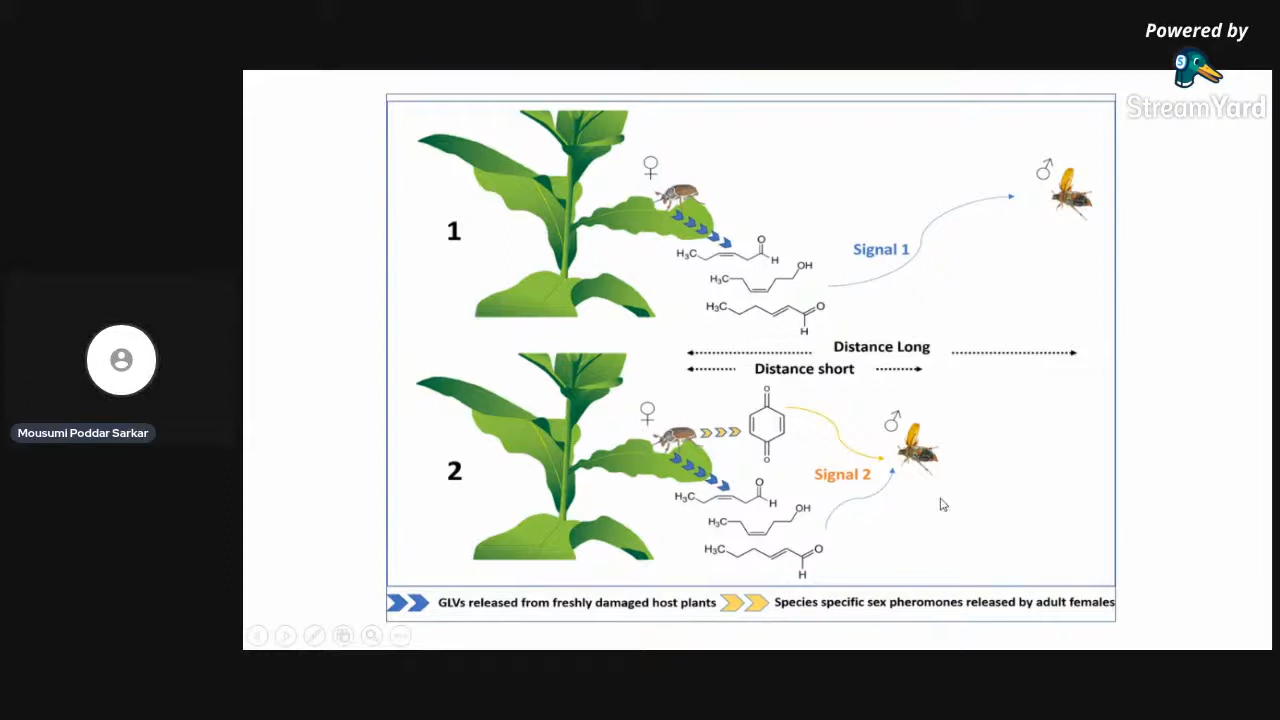 Powered by
StreamYard
1
♀
♂
O
H₃C
H
OH
H₃C
Signal 1
H₃C
O
H
Distance Long
Distance short
2
♀
O
O
♂
Signal 2
O
H₃C
H
OH
H₃C
H₃C
O
H
Mousumi Poddar Sarkar
GLVs released from freshly damaged host plants
Species specific sex pheromones released by adult females